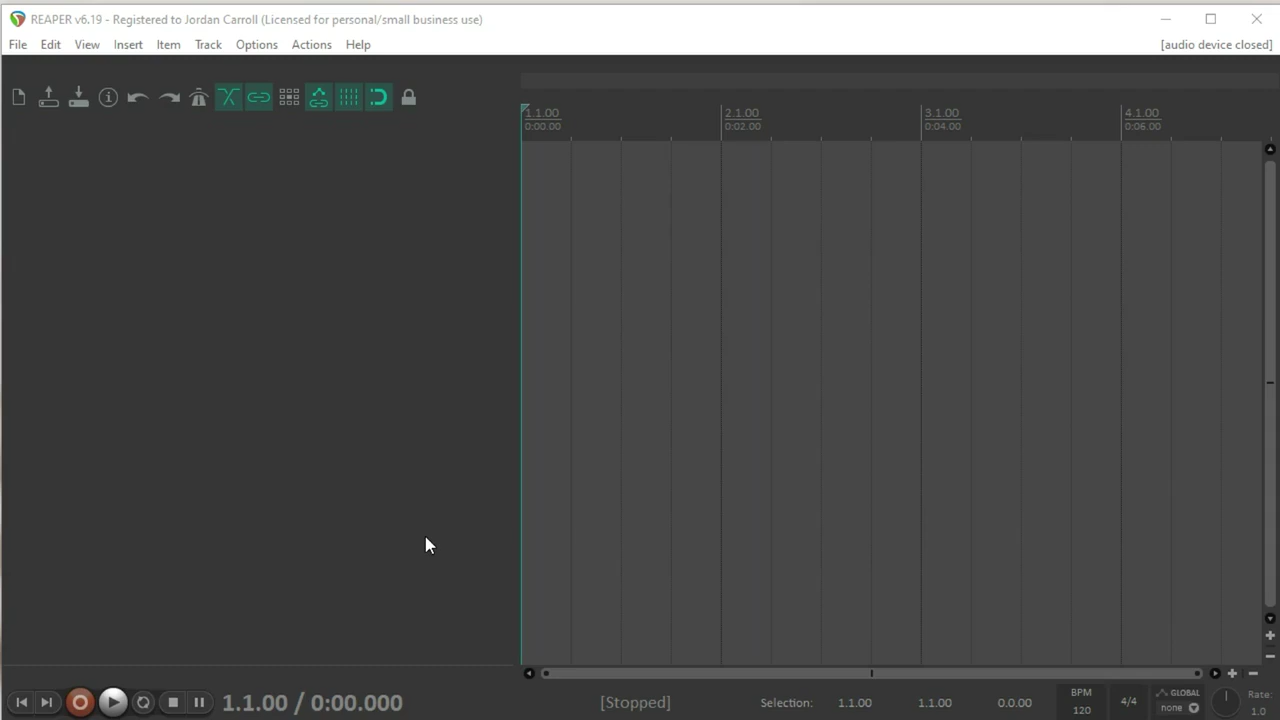 REAPER v6.19 - Registered to Jordan Carroll (Licensed for personal/small business use)
File Edit View Insert Item Track Options Actions Help [audio device closed]
1.1.00 2.1.00 3.1.00 4.1.00
0:00.00 0:02.00 0:04.00 0:06.00
1.1.00 / 0:00.000 [Stopped] Selection: 1.1.00 1.1.00 0.0.00 BPM 120 4/4 GLOBAL none Rate: 1.0